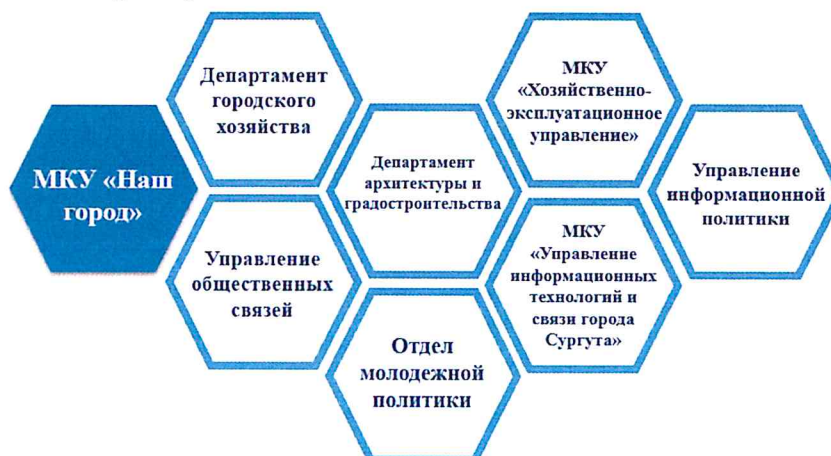 МКУ «Наш
город»
Департамент
городского
хозяйства
Управление
общественных
связей
Департамент
архитектуры и
градостроительства
Отдел
молодежной
политики
МКУ
«Хозяйственно-
эксплуатационное
управление»
МКУ
«Управление
информационных
технологий и
связи города
Сургута»
Управление
информационной
политики